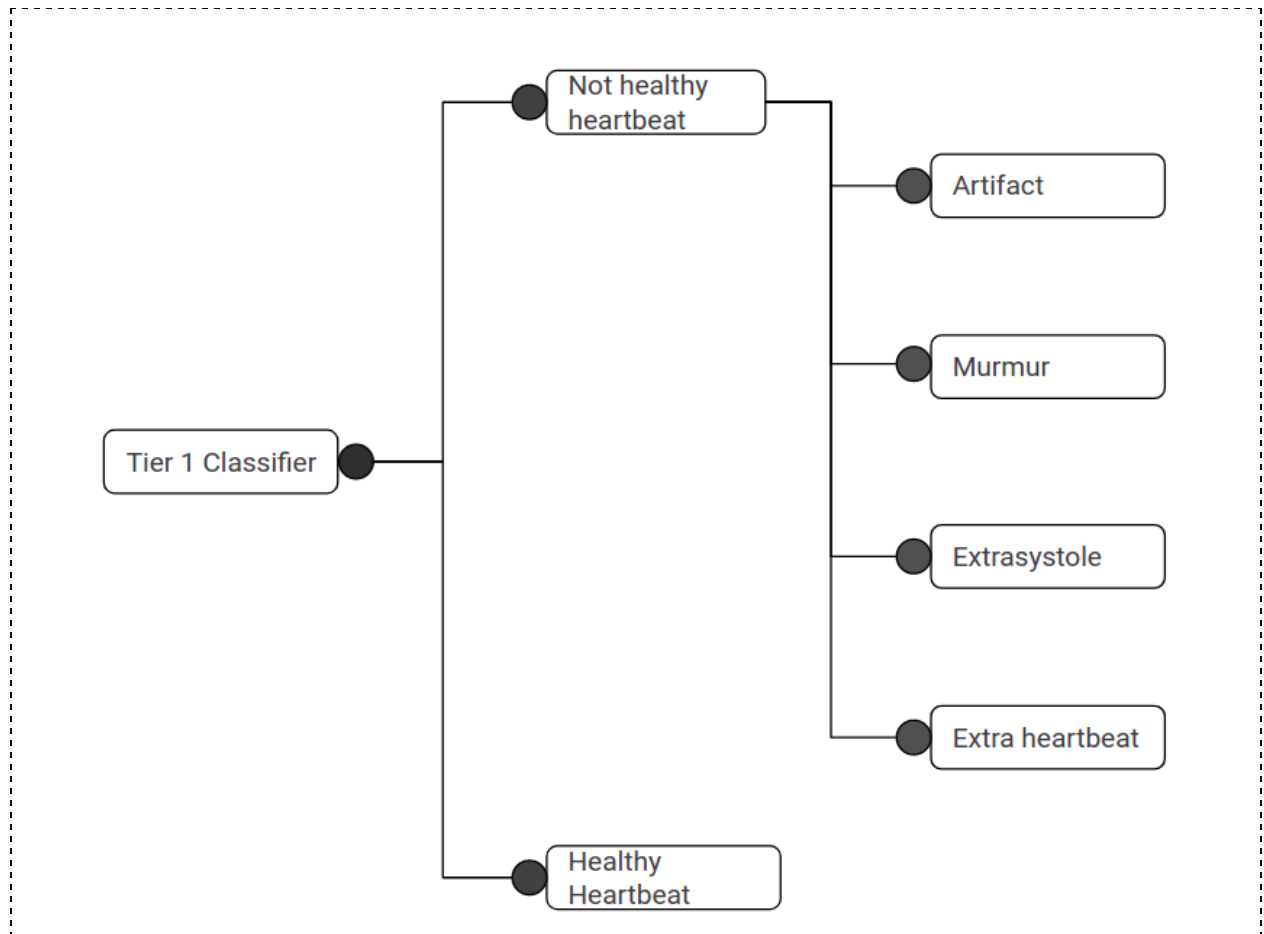 Not healthy
heartbeat
Artifact
Murmur
Tier 1 Classifier
Extrasystole
Extra heartbeat
Healthy
Heartbeat